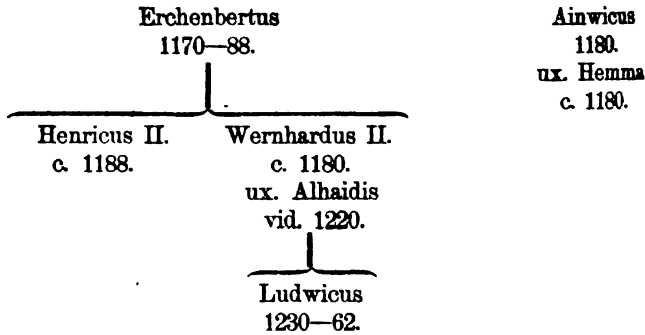 Erchenbertus
1170—88.
Ainwicus
1180.
ux. Hemma
c. 1180.
Henricus II.
c. 1188.
Wernhardus II.
c. 1180.
ux. Alhaidis
vid. 1220.
Ludwicus
1230—62.